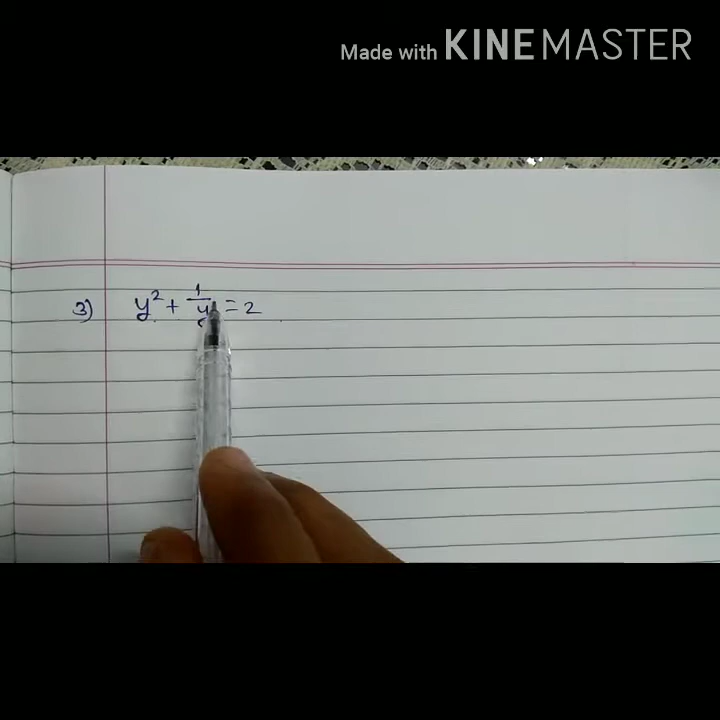 Made with KINEMASTER
3) y² + 1/y = 2